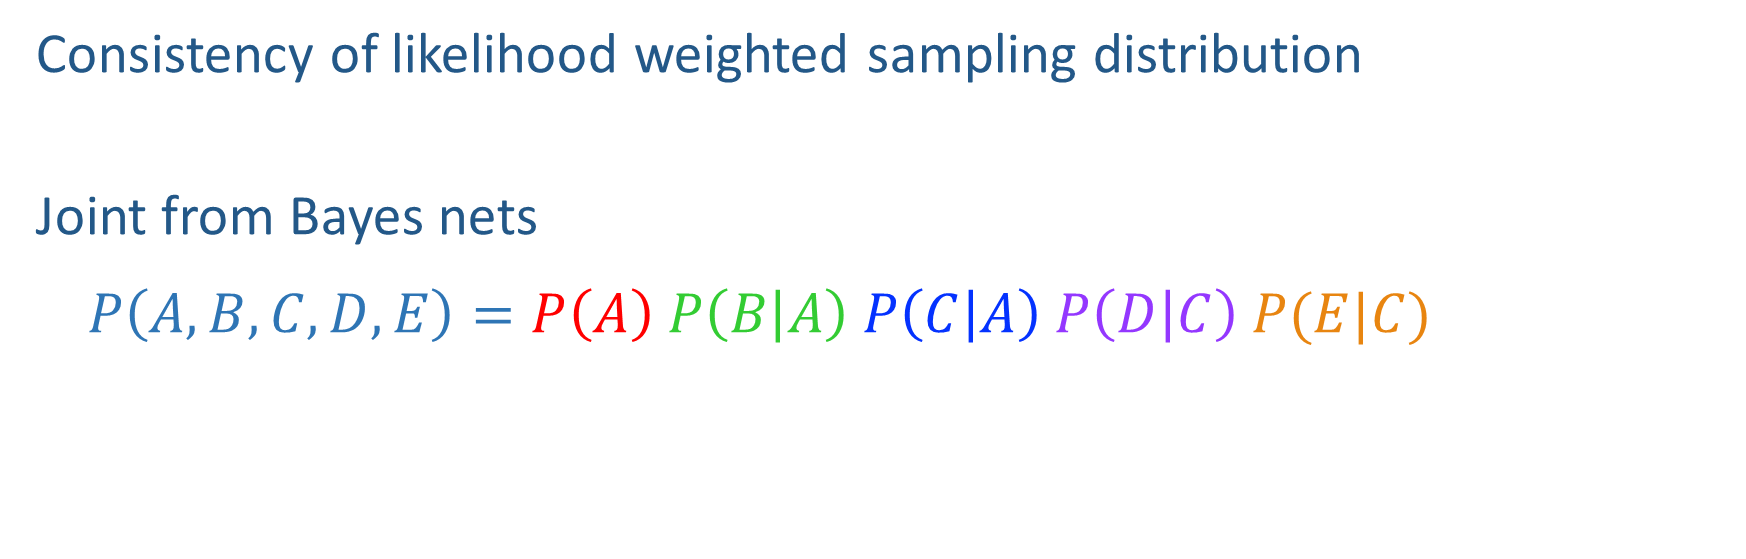 Consistency of likelihood weighted sampling distribution
Joint from Bayes nets
P(A, B, C, D, E) = P(A) P(B|A) P(C|A) P(D|C) P(E|C)